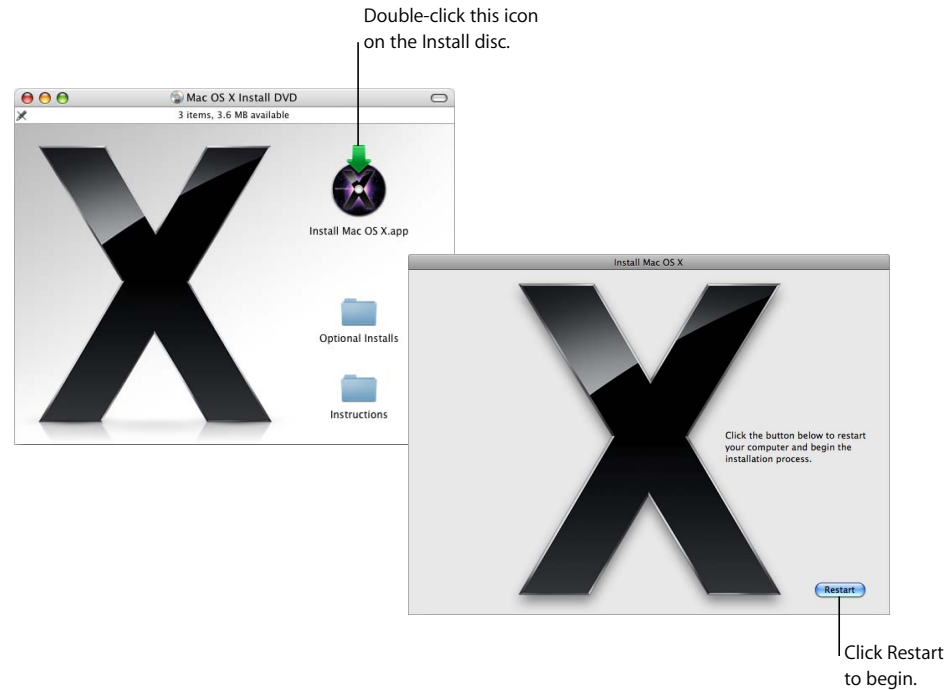 Double-click this icon
on the Install disc.
Mac OS X Install DVD
3 items, 3.6 MB available
Install Mac OS X.app
Optional Installs
Instructions
Install Mac OS X
Click the button below to restart
your computer and begin the
installation process.
Restart
Click Restart
to begin.